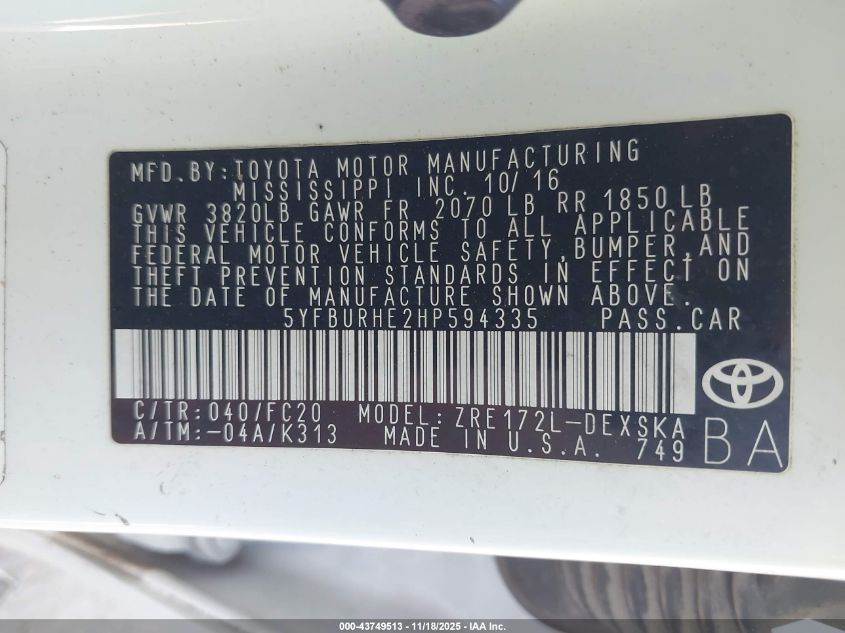 MFD.BY:TOYOTA MOTOR MANUFACTURING
MISSISSIPPI INC. 10/16
GVWR 3820LB GAWR FR 2070LB RR 1850LB
THIS VEHICLE CONFORMS TO ALL APPLICABLE
FEDERAL MOTOR VEHICLE SAFETY,BUMPER,AND
THEFT PREVENTION STANDARDS IN EFFECT ON
THE DATE OF MANUFACTURE SHOWN ABOVE.
5YFBURHE2HP594335 PASS.CAR
C/TR:040/FC20 MODEL:ZRE172L-DEXSKA
A/TM:-04A/K313 MADE IN U.S.A. 749
BA
000-43749513 - 11/18/2025 - IAA Inc.